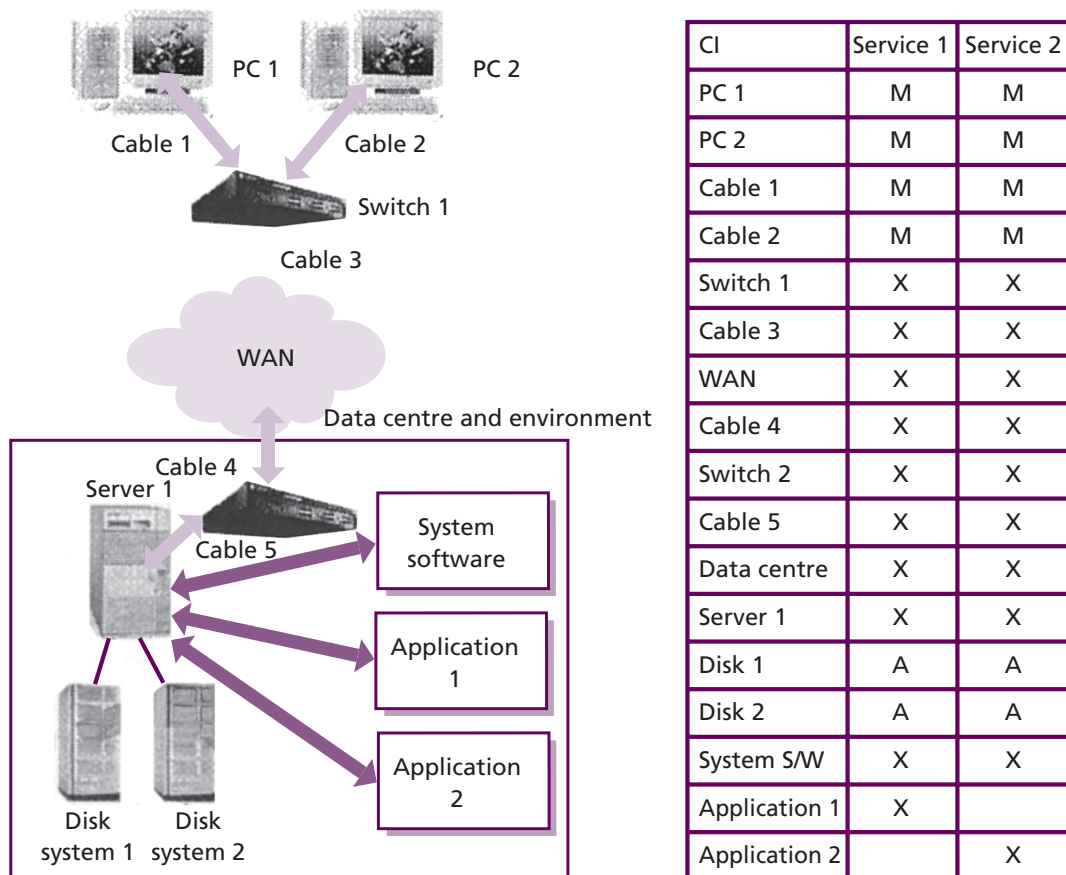 PC 1
PC 2
Cable 1
Cable 2
Switch 1
Cable 3
WAN
Data centre and environment
Cable 4
Server 1
Cable 5
System
software
Application
1
Application
2
Disk
system 1
Disk
system 2
CI Service 1 Service 2
PC 1 M M
PC 2 M M
Cable 1 M M
Cable 2 M M
Switch 1 X X
Cable 3 X X
WAN X X
Cable 4 X X
Switch 2 X X
Cable 5 X X
Data centre X X
Server 1 X X
Disk 1 A A
Disk 2 A A
System S/W X X
Application 1 X
Application 2 X